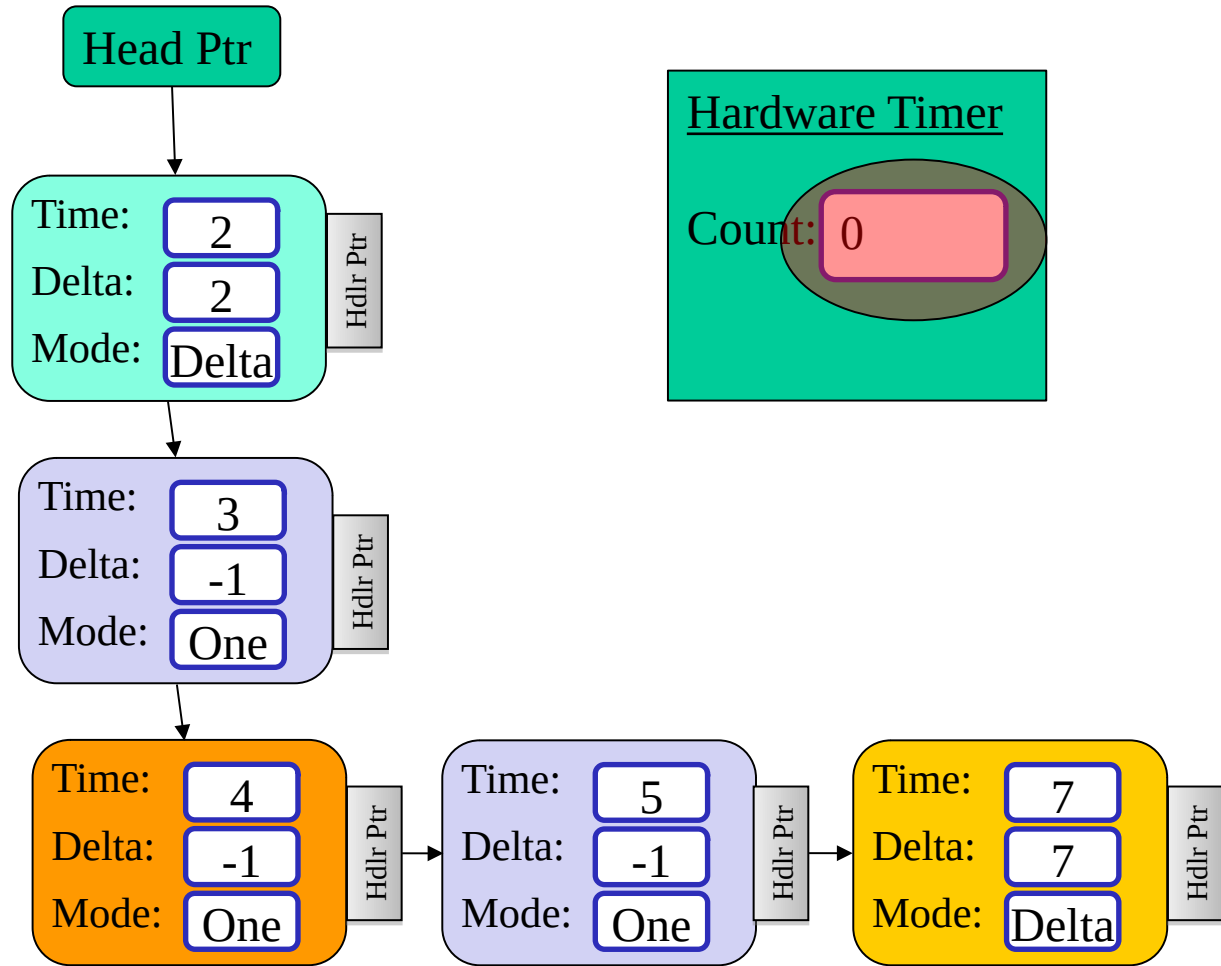 Head Ptr
Hardware Timer
Count: 0
Time: 2
Delta: 2
Mode: Delta
Hdlr Ptr
Time: 3
Delta: -1
Mode: One
Hdlr Ptr
Time: 4
Delta: -1
Mode: One
Hdlr Ptr
Time: 5
Delta: -1
Mode: One
Hdlr Ptr
Time: 7
Delta: 7
Mode: Delta
Hdlr Ptr